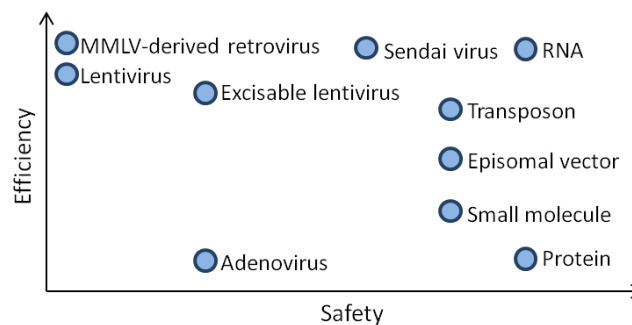 MMLV-derived retrovirus
Sendai virus
RNA
Lentivirus
Excisable lentivirus
Transposon
Episomal vector
Small molecule
Adenovirus
Protein
Efficiency
Safety